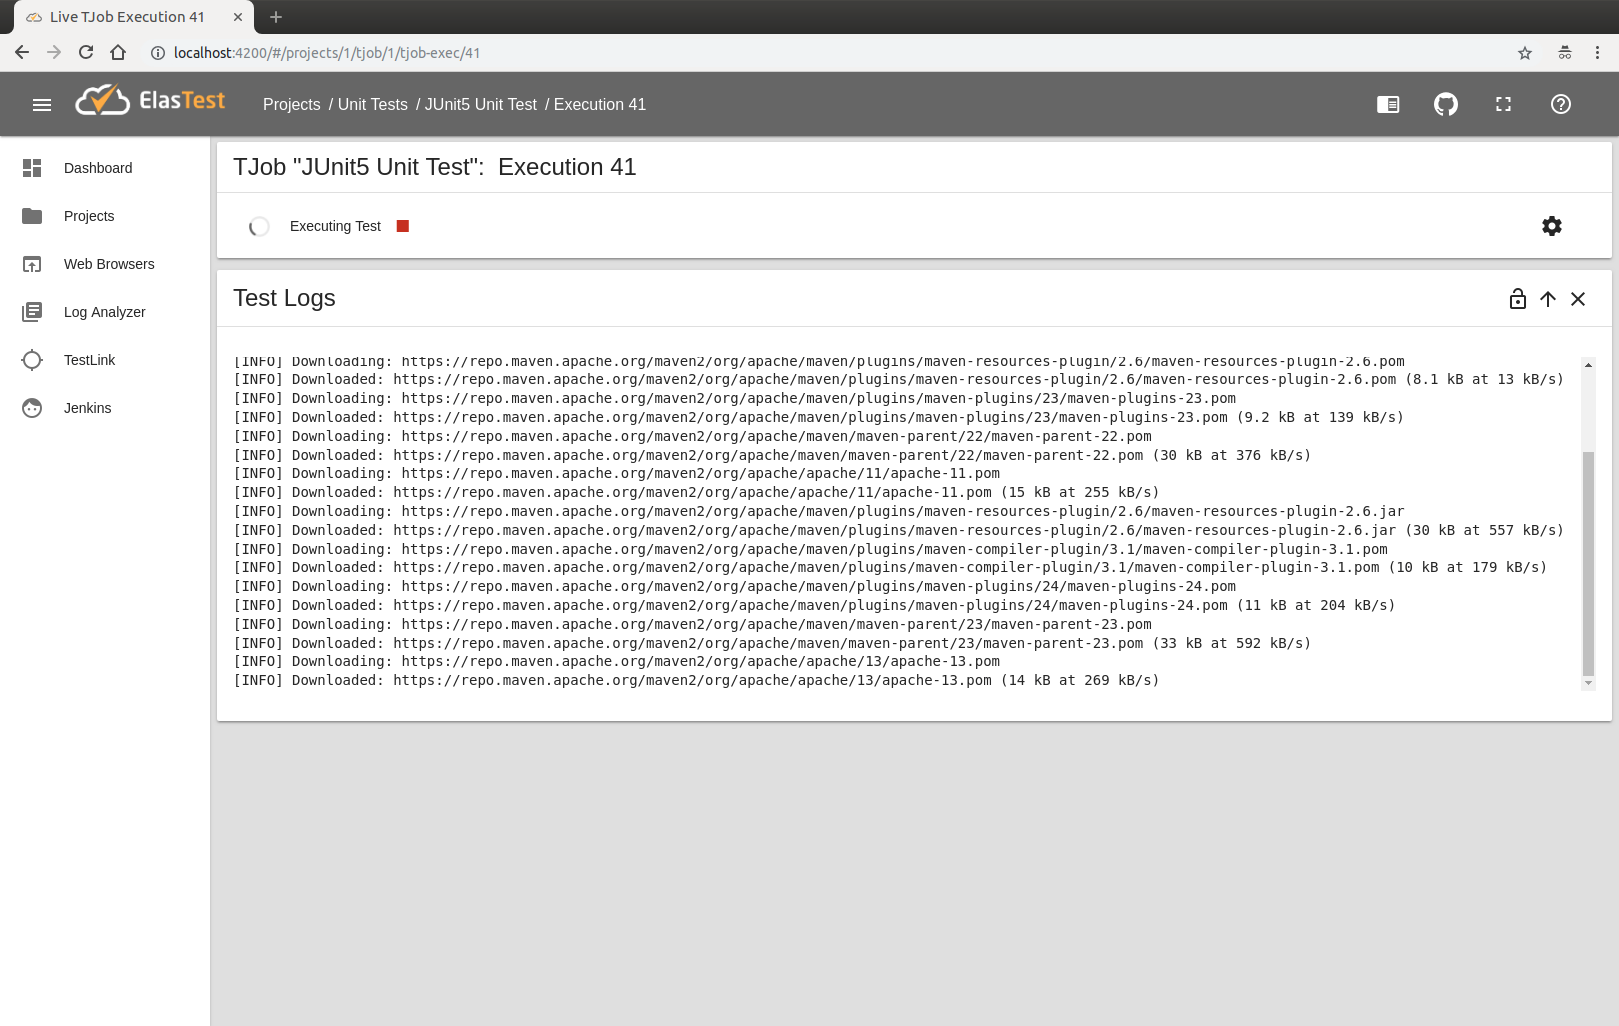 Live TJob Execution 41
localhost:4200/#/projects/1/tjob/1/tjob-exec/41
ElasTest
Projects / Unit Tests / JUnit5 Unit Test / Execution 41
Dashboard
Projects
Web Browsers
Log Analyzer
TestLink
Jenkins
TJob "JUnit5 Unit Test": Execution 41
Executing Test
Test Logs
[INFO] Downloading: https://repo.maven.apache.org/maven2/org/apache/maven/plugins/maven-resources-plugin/2.6/maven-resources-plugin-2.6.pom
[INFO] Downloaded: https://repo.maven.apache.org/maven2/org/apache/maven/plugins/maven-resources-plugin/2.6/maven-resources-plugin-2.6.pom (8.1 kB at 13 kB/s)
[INFO] Downloading: https://repo.maven.apache.org/maven2/org/apache/maven/plugins/maven-plugins/23/maven-plugins-23.pom
[INFO] Downloaded: https://repo.maven.apache.org/maven2/org/apache/maven/plugins/maven-plugins/23/maven-plugins-23.pom (9.2 kB at 139 kB/s)
[INFO] Downloading: https://repo.maven.apache.org/maven2/org/apache/maven/maven-parent/22/maven-parent-22.pom
[INFO] Downloaded: https://repo.maven.apache.org/maven2/org/apache/maven/maven-parent/22/maven-parent-22.pom (30 kB at 376 kB/s)
[INFO] Downloading: https://repo.maven.apache.org/maven2/org/apache/apache/11/apache-11.pom
[INFO] Downloaded: https://repo.maven.apache.org/maven2/org/apache/apache/11/apache-11.pom (15 kB at 255 kB/s)
[INFO] Downloading: https://repo.maven.apache.org/maven2/org/apache/maven/plugins/maven-resources-plugin/2.6/maven-resources-plugin-2.6.jar
[INFO] Downloaded: https://repo.maven.apache.org/maven2/org/apache/maven/plugins/maven-resources-plugin/2.6/maven-resources-plugin-2.6.jar (30 kB at 557 kB/s)
[INFO] Downloading: https://repo.maven.apache.org/maven2/org/apache/maven/plugins/maven-compiler-plugin/3.1/maven-compiler-plugin-3.1.pom
[INFO] Downloaded: https://repo.maven.apache.org/maven2/org/apache/maven/plugins/maven-compiler-plugin/3.1/maven-compiler-plugin-3.1.pom (10 kB at 179 kB/s)
[INFO] Downloading: https://repo.maven.apache.org/maven2/org/apache/maven/plugins/maven-plugins/24/maven-plugins-24.pom
[INFO] Downloaded: https://repo.maven.apache.org/maven2/org/apache/maven/plugins/maven-plugins/24/maven-plugins-24.pom (11 kB at 204 kB/s)
[INFO] Downloading: https://repo.maven.apache.org/maven2/org/apache/maven/maven-parent/23/maven-parent-23.pom
[INFO] Downloaded: https://repo.maven.apache.org/maven2/org/apache/maven/maven-parent/23/maven-parent-23.pom (33 kB at 592 kB/s)
[INFO] Downloading: https://repo.maven.apache.org/maven2/org/apache/apache/13/apache-13.pom
[INFO] Downloaded: https://repo.maven.apache.org/maven2/org/apache/apache/13/apache-13.pom (14 kB at 269 kB/s)